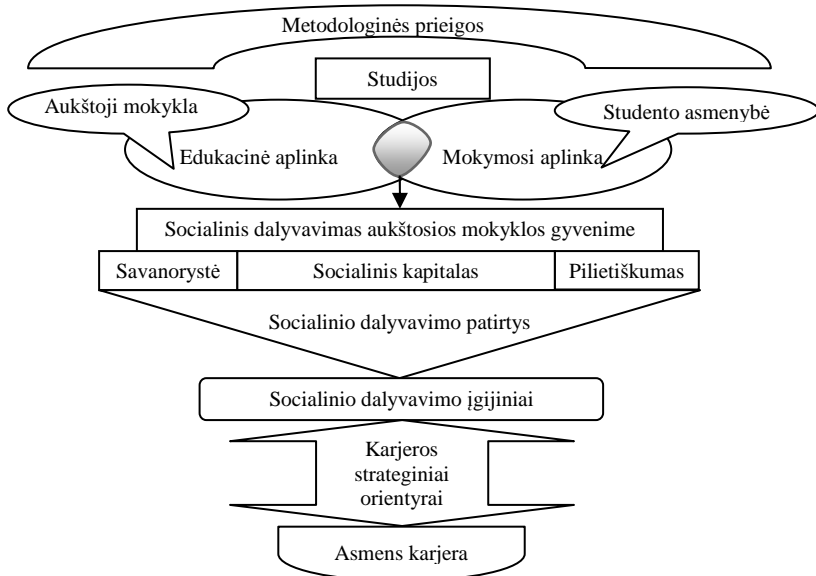 Metodologinės prieigos
Studijos
Aukštoji mokykla
Studento asmenybė
Edukacinė aplinka
Mokymosi aplinka
Socialinis dalyvavimas aukštosios mokyklos gyvenime
Savanorystė
Socialinis kapitalas
Pilietiškumas
Socialinio dalyvavimo patirtys
Socialinio dalyvavimo įgijiniai
Karjeros
strateginiai
orientyrai
Asmens karjera